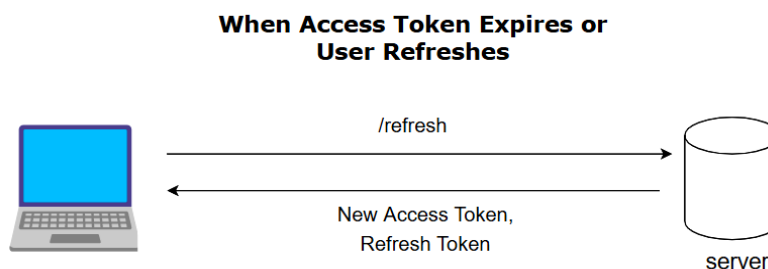 When Access Token Expires or
User Refreshes
/refresh
New Access Token,
Refresh Token
server